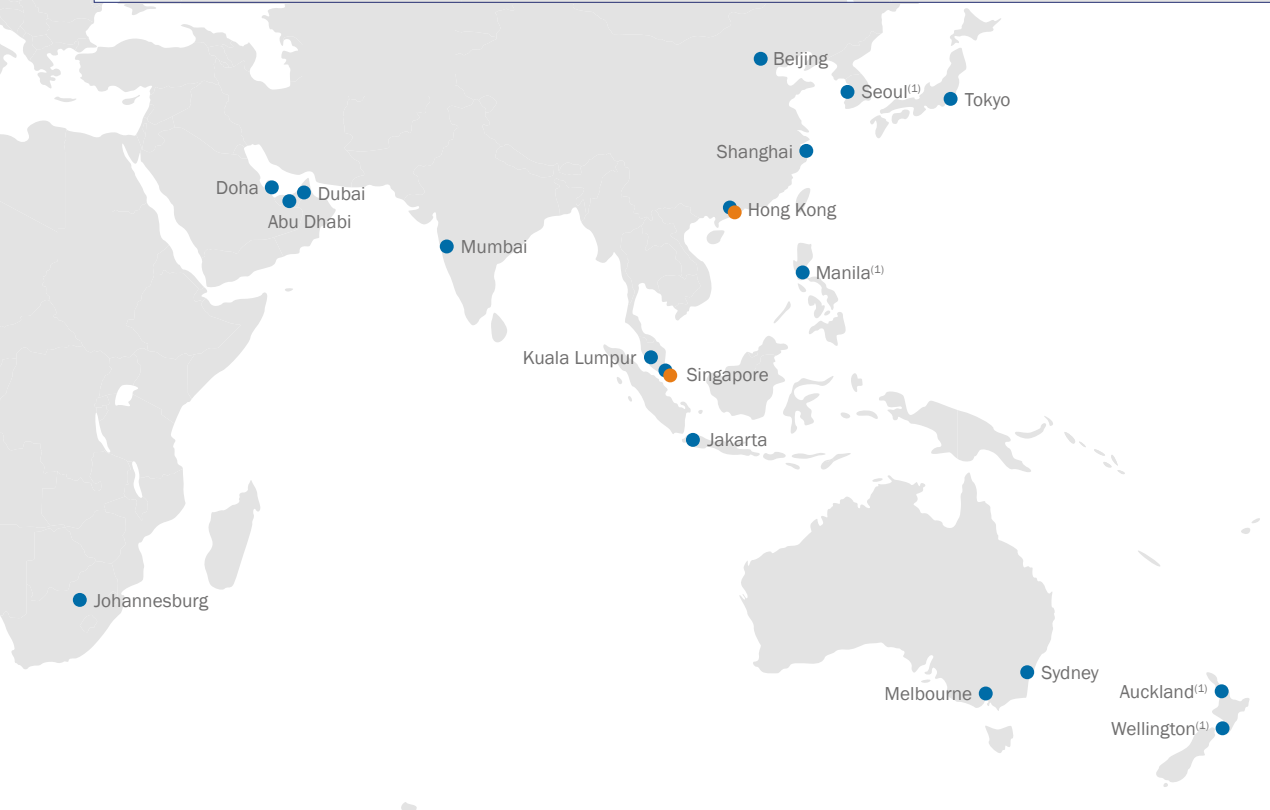 Beijing
Seoul(1)
Tokyo
Shanghai
Doha
Dubai
Abu Dhabi
Hong Kong
Mumbai
Manila(1)
Kuala Lumpur
Singapore
Jakarta
Johannesburg
Sydney
Melbourne
Auckland(1)
Wellington(1)